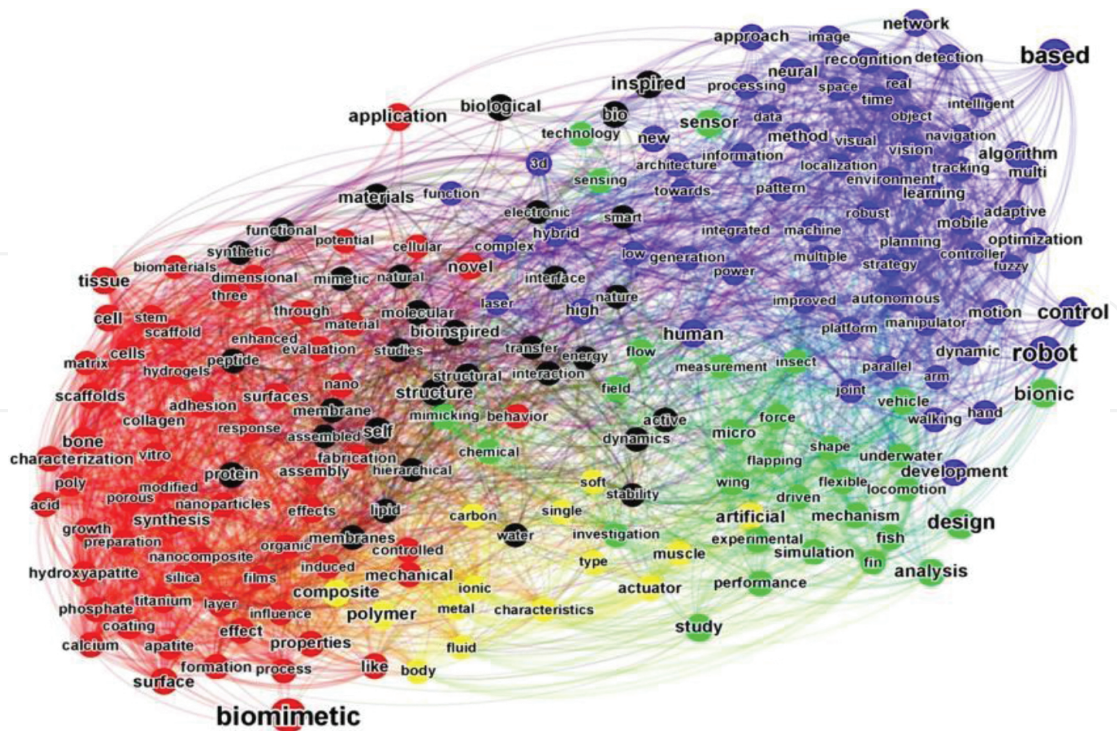 network
approach
image
based
recognition
detection
neural
inspired
processing
space
real
time
biological
intelligent
application
bio
data
object
sensor
technology
new
method
visual
navigation
vision
algorithm
3d
architecture
information
localization
tracking
multi
sensing
environment
materials
function
towards
pattern
learning
electronic
smart
robust
mobile
adaptive
functional
hybrid
integrated
machine
potential
cellular
complex
planning
optimization
synthetic
low
generation
multiple
controller
biomaterials
novel
strategy
fuzzy
tissue
dimensional
mimetic
natural
interface
power
three
nature
laser
improved
autonomous
cell
stem
through
molecular
high
motion
control
material
scaffold
bioinspired
human
platform
manipulator
enhanced
cells
evaluation
studies
transfer
energy
flow
insect
dynamic
robot
matrix
peptide
hydrogels
structural
interaction
measurement
parallel
arm
nano
scaffolds
surfaces
structure
field
joint
bionic
adhesion
membrane
mimicking
behavior
vehicle
hand
collagen
force
active
walking
response
self
micro
bone
assembled
dynamics
shape
vitro
chemical
underwater
characterization
fabrication
flapping
protein
assembly
hierarchical
development
poly
modified
soft
wing
flexible
locomotion
porous
stability
driven
acid
nanoparticles
lipid
effects
carbon
single
artificial
mechanism
design
synthesis
growth
water
investigation
experimental
fish
preparation
membranes
organic
controlled
simulation
nanocomposite
type
muscle
fin
analysis
hydroxyapatite
silica
films
induced
mechanical
performance
composite
ionic
actuator
phosphate
titanium
layer
influence
polymer
metal
characteristics
coating
effect
study
calcium
apatite
properties
fluid
formation
process
like
body
surface
biomimetic